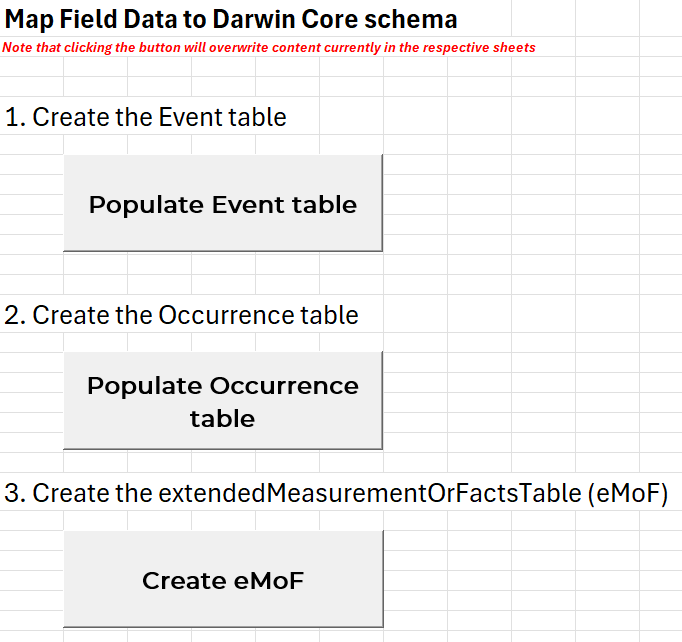 Map Field Data to Darwin Core schema
Note that clicking the button will overwrite content currently in the respective sheets
1. Create the Event table
Populate Event table
2. Create the Occurrence table
Populate Occurrence
table
3. Create the extendedMeasurementOrFactsTable (eMoF)
Create eMoF